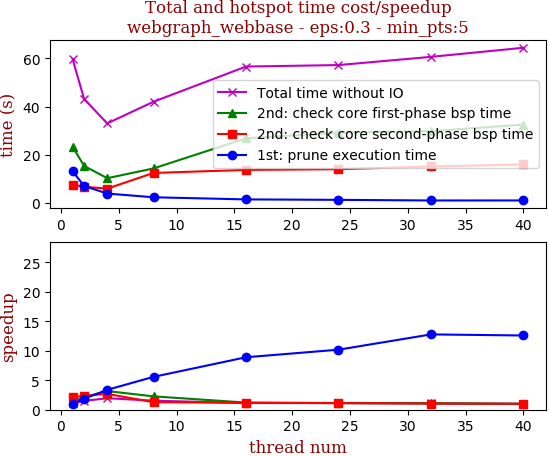 Total and hotspot time cost/speedup
webgraph_webbase - eps:0.3 - min_pts:5
time (s)
60
40
20
0
Total time without IO
2nd: check core first-phase bsp time
2nd: check core second-phase bsp time
1st: prune execution time
0 5 10 15 20 25 30 35 40
speedup
25
20
15
10
5
0
0 5 10 15 20 25 30 35 40
thread num